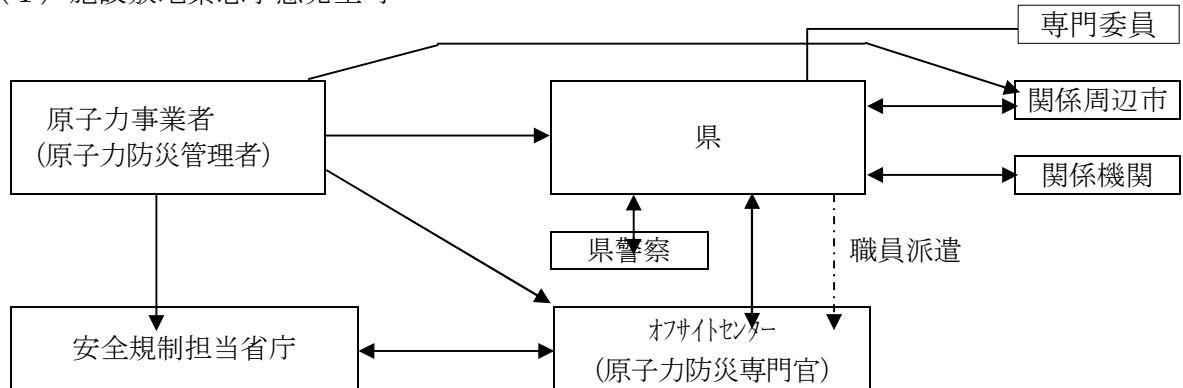 専門委員
原子力事業者
(原子力防災管理者)
県
関係周辺市
関係機関
県警察
職員派遣
安全規制担当省庁
オフサイトセンター
(原子力防災専門官)